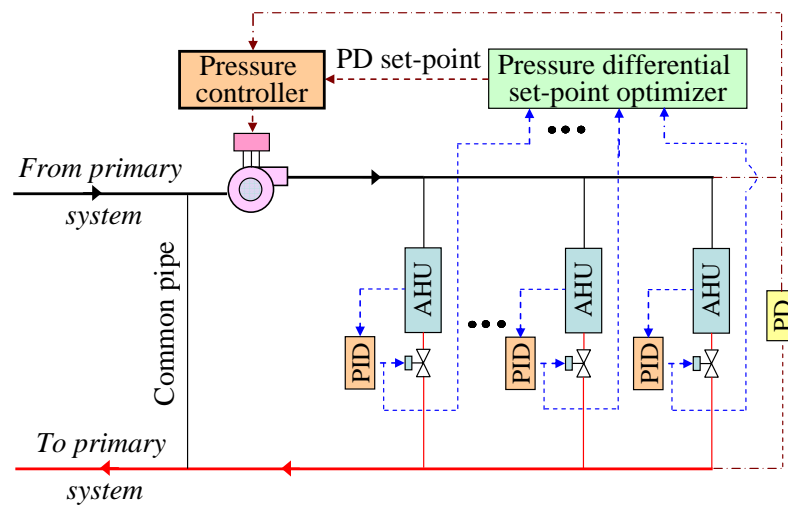 Pressure
controller
PD set-point
Pressure differential
set-point optimizer
From primary
system
Common pipe
AHU
AHU
AHU
PID
PID
PID
PD
To primary
system